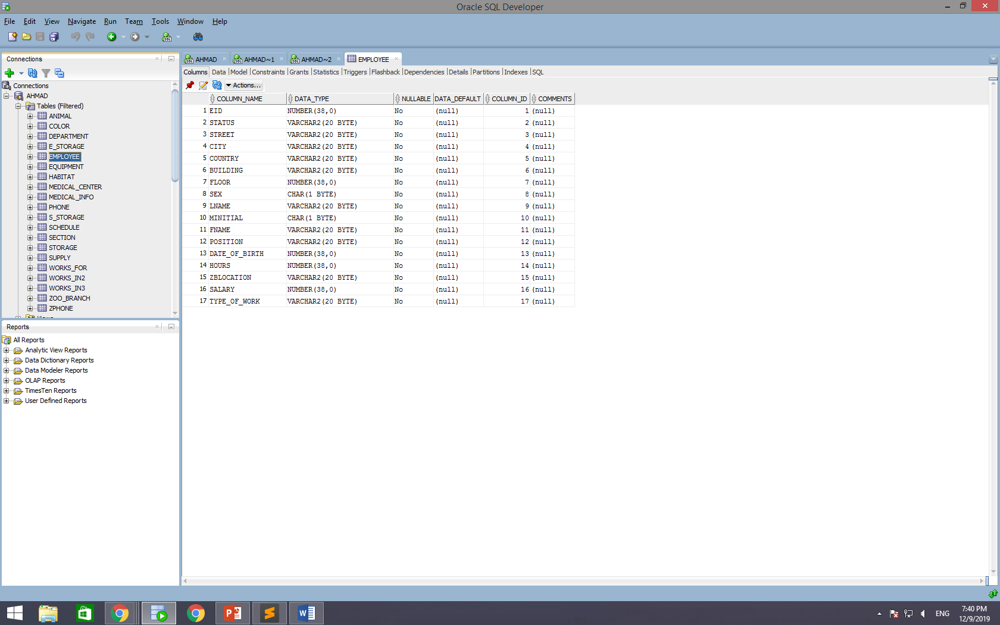 Oracle SQL Developer
File Edit View Navigate Run Team Tools Window Help
Connections
Connections
AHMAD
Tables (Filtered)
ANIMAL
COLOR
DEPARTMENT
E_STORAGE
EMPLOYEE
EQUIPMENT
HABITAT
MEDICAL_CENTER
MEDICAL_INFO
PHONE
S_STORAGE
SCHEDULE
SECTION
STORAGE
SUPPLY
WORKS_FOR
WORKS_IN2
WORKS_IN3
ZOO_BRANCH
ZPHONE
Views
Reports
All Reports
Analytic View Reports
Data Dictionary Reports
Data Modeler Reports
OLAP Reports
TimesTen Reports
User Defined Reports
AHMAD AHMAD~1 AHMAD~2 EMPLOYEE
Columns Data Model Constraints Grants Statistics Triggers Flashback Dependencies Details Partitions Indexes SQL
Actions...
COLUMN_NAME DATA_TYPE NULLABLE DATA_DEFAULT COLUMN_ID COMMENTS
1 EID NUMBER(38,0) No (null) 1 (null)
2 STATUS VARCHAR2(20 BYTE) No (null) 2 (null)
3 STREET VARCHAR2(20 BYTE) No (null) 3 (null)
4 CITY VARCHAR2(20 BYTE) No (null) 4 (null)
5 COUNTRY VARCHAR2(20 BYTE) No (null) 5 (null)
6 BUILDING VARCHAR2(20 BYTE) No (null) 6 (null)
7 FLOOR NUMBER(38,0) No (null) 7 (null)
8 SEX CHAR(1 BYTE) No (null) 8 (null)
9 LNAME VARCHAR2(20 BYTE) No (null) 9 (null)
10 MINITIAL CHAR(1 BYTE) No (null) 10 (null)
11 FNAME VARCHAR2(20 BYTE) No (null) 11 (null)
12 POSITION VARCHAR2(20 BYTE) No (null) 12 (null)
13 DATE_OF_BIRTH NUMBER(38,0) No (null) 13 (null)
14 HOURS NUMBER(38,0) No (null) 14 (null)
15 ZBLOCATION VARCHAR2(20 BYTE) No (null) 15 (null)
16 SALARY NUMBER(38,0) No (null) 16 (null)
17 TYPE_OF_WORK VARCHAR2(20 BYTE) No (null) 17 (null)
ENG
7:40 PM
12/9/2019